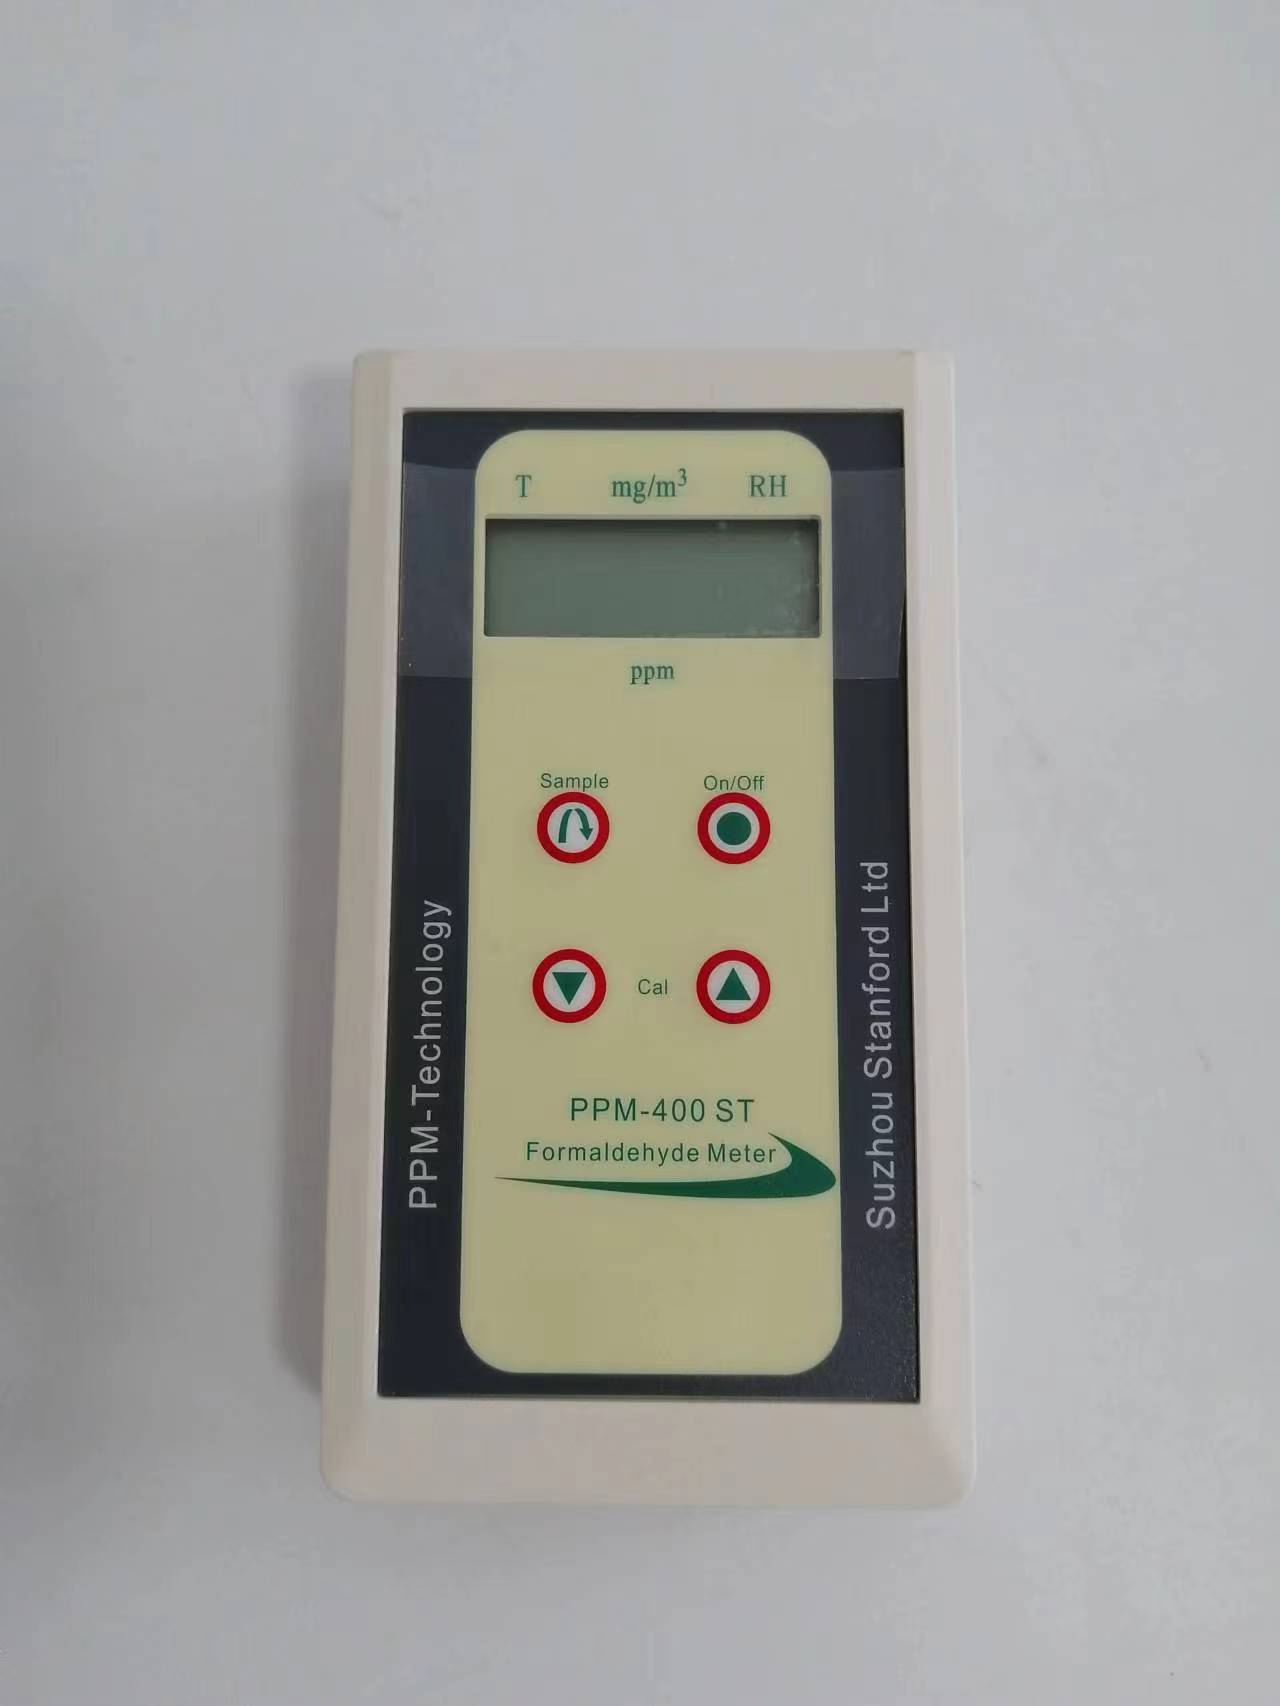 T mg/m³ RH
ppm
Sample On/Off
Cal
PPM-400 ST
Formaldehyde Meter
PPM-Technology
Suzhou Stanford Ltd